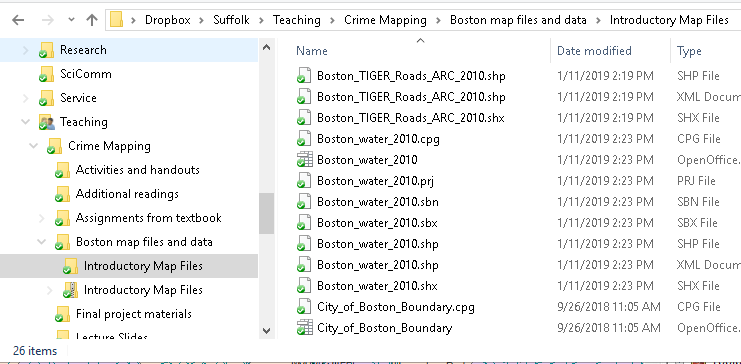 Dropbox > Suffolk > Teaching > Crime Mapping > Boston map files and data > Introductory Map Files
Research
SciComm
Service
Teaching
Crime Mapping
Activities and handouts
Additional readings
Assignments from textbook
Boston map files and data
Introductory Map Files
Introductory Map Files
Final project materials
Lecture Slides
Name Date modified Type
Boston_TIGER_Roads_ARC_2010.shp 1/11/2019 2:19 PM SHP File
Boston_TIGER_Roads_ARC_2010.shp 1/11/2019 2:19 PM XML Docum
Boston_TIGER_Roads_ARC_2010.shx 1/11/2019 2:19 PM SHX File
Boston_water_2010.cpg 1/11/2019 2:23 PM CPG File
Boston_water_2010 1/11/2019 2:23 PM OpenOffice.
Boston_water_2010.prj 1/11/2019 2:23 PM PRJ File
Boston_water_2010.sbn 1/11/2019 2:23 PM SBN File
Boston_water_2010.sbx 1/11/2019 2:23 PM SBX File
Boston_water_2010.shp 1/11/2019 2:23 PM SHP File
Boston_water_2010.shp 1/11/2019 2:23 PM XML Docum
Boston_water_2010.shx 1/11/2019 2:23 PM SHX File
City_of_Boston_Boundary.cpg 9/26/2018 11:05 AM CPG File
City_of_Boston_Boundary 9/26/2018 11:05 AM OpenOffice.
26 items